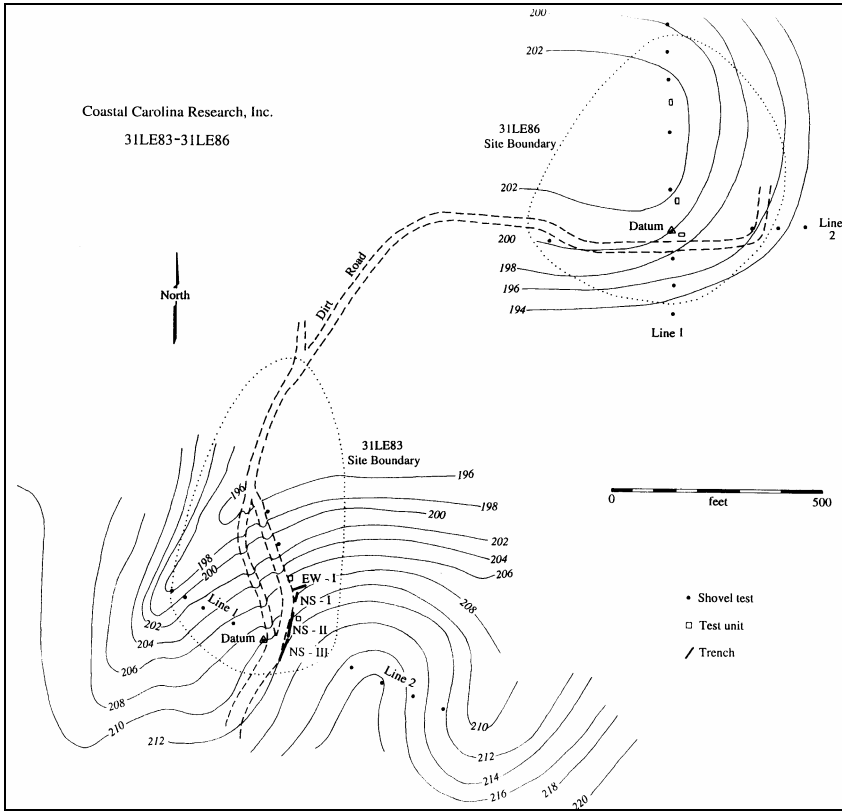 200
202
Coastal Carolina Research, Inc.
31LE83-31LE86
31LE86
Site Boundary
202
Datum
Line
2
200
198
196
194
Line 1
North
Dirt Road
31LE83
Site Boundary
196
196
198
200
202
204
206
0 feet 500
198
200
EW - I
NS - I
208
Line 1
202
204
Datum
NS - II
NS - III
206
208
210
212
Line 2
210
212
214
216
218
220
Shovel test
Test unit
Trench